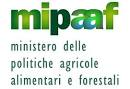 mipaaf
ministero delle
politiche agricole
alimentari e forestali